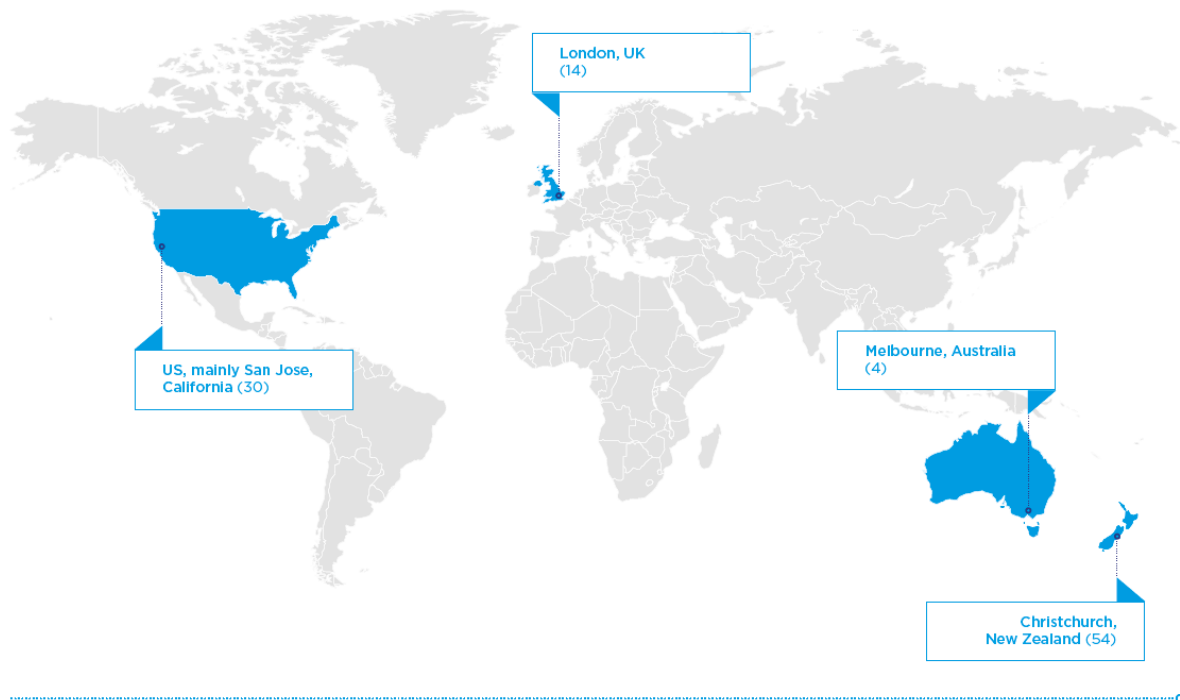 London, UK
(14)
US, mainly San Jose,
California (30)
Melbourne, Australia
(4)
Christchurch,
New Zealand (54)